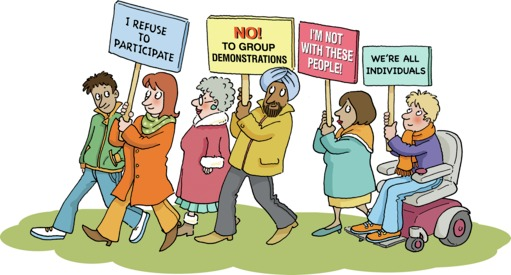 I REFUSE
TO
PARTICIPATE
NO!
TO GROUP
DEMONSTRATIONS
I'M NOT
WITH THESE
PEOPLE!
WE'RE ALL
INDIVIDUALS